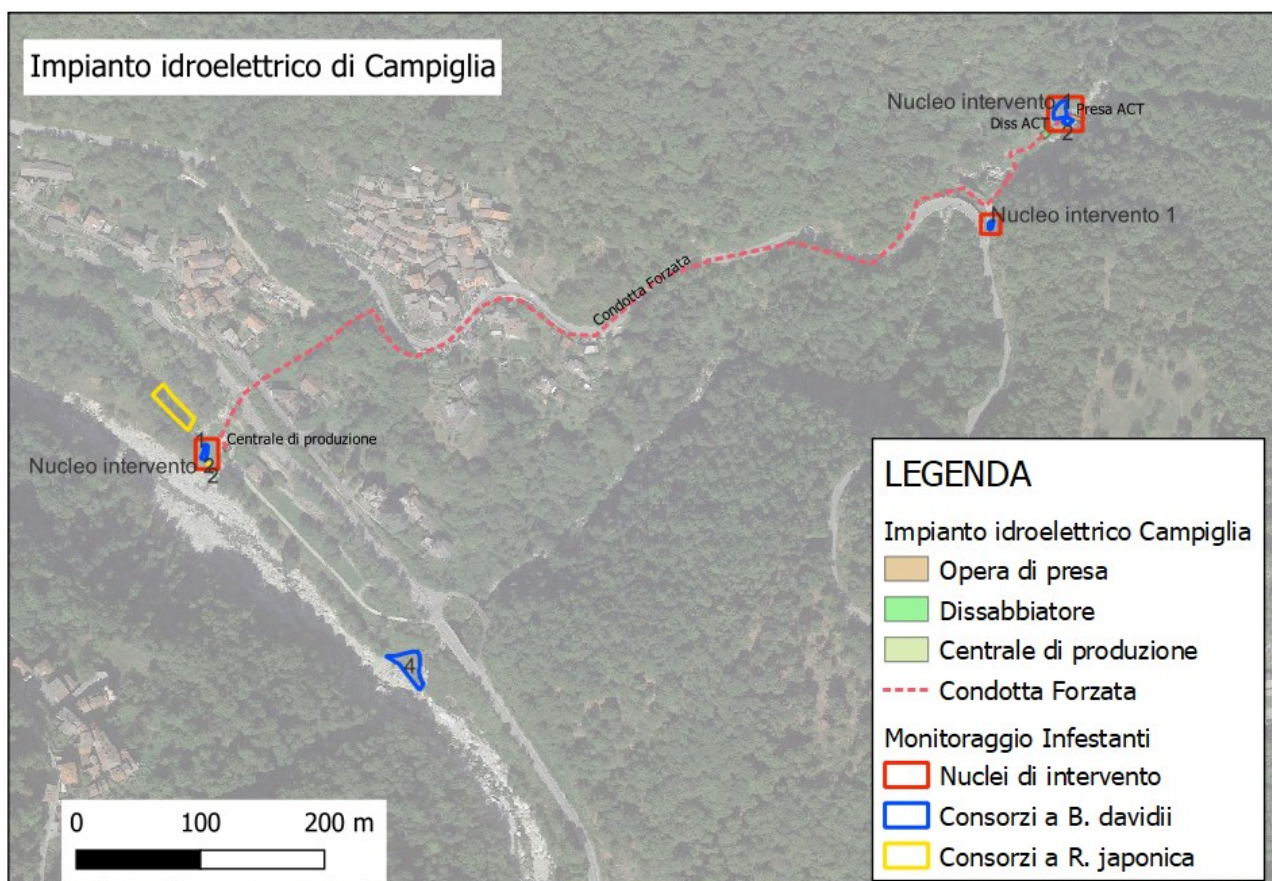 Impianto idroelettrico di Campiglia
Nucleo intervento 1
Presa ACT
Diss ACT
2
Nucleo intervento 1
Condotta Forzata
1
Centrale di produzione
Nucleo intervento 2
2
4
LEGENDA
Impianto idroelettrico Campiglia
Opera di presa
Dissabbiatore
Centrale di produzione
Condotta Forzata
Monitoraggio Infestanti
Nuclei di intervento
Consorzi a B. davidii
Consorzi a R. japonica
0 100 200 m